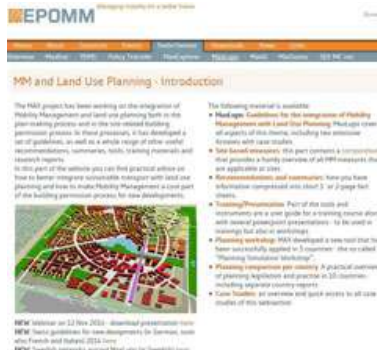 Managing mobility for a better future
EPOMM
MM and Land Use Planning - Introduction
The MAX project has been working on the integration of
Mobility Management and land use planning both in the
plan-making process and in the site-related building
permission process. In these processes, it has developed a
set of guidelines, as well as a whole range of other useful
recommendations, summaries, tools, training materials and
research reports.
In this part of the website you can find practical advice on
how to better integrate sustainable transport with land use
planning and how to make Mobility Management a core part
of the building permission process for new developments.
NEW Webinar on 12 Nov 2014 - download presentation here
NEW Swiss guidelines for new developments (in German, soon
also French and Italian) 2014 here
The following material is available:
MaxLupo: Guidelines for the integration of Mobility
Management with Land Use Planning. MaxLupo covers
all aspects of this theme, including two extensive
Annexes with case studies.
Site based measures: this part contains a compendium
that provides a handy overview of all MM measures that
are applicable at sites
Recommendations and summaries: here you have
information compressed into short 1 or 2 page fact
sheets.
Training/Presentation: Part of the tools and
instruments are a user guide for a training course along
with several powerpoint presentations - to be used in
trainings but also in workshops
Planning workshop: MAX developed a new tool that has
been successfully applied in 3 countries - the so called
"Planning Simulation Workshop".
Planning comparison per country: A practical overview
of planning legislation and practise in 10 countries,
including separate country reports
Case Studies: an overview and quick access to all case
studies of this subsection